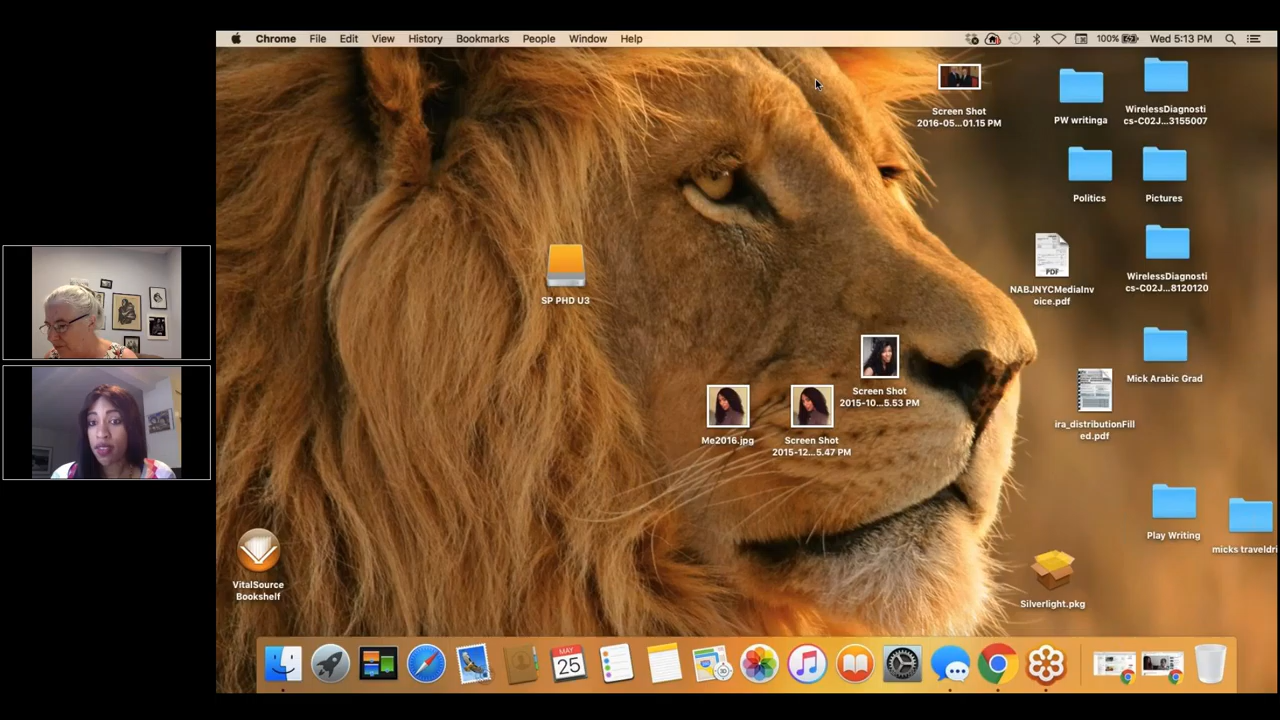 Chrome File Edit View History Bookmarks People Window Help 100% Wed 5:13 PM
Screen Shot
2016-05...01.15 PM
PW writinga
WirelessDiagnosti
cs-C02J...3155007
Politics
Pictures
SP PHD U3
PDF
NABJNYCMediaInv
oice.pdf
WirelessDiagnosti
cs-C02J...8120120
Screen Shot
2015-10...5.53 PM
Mick Arabic Grad
Me2016.jpg
Screen Shot
2015-12...5.47 PM
ira_distributionFill
ed.pdf
Play Writing
micks traveldri
VitalSource
Bookshelf
Silverlight.pkg
MAY
25